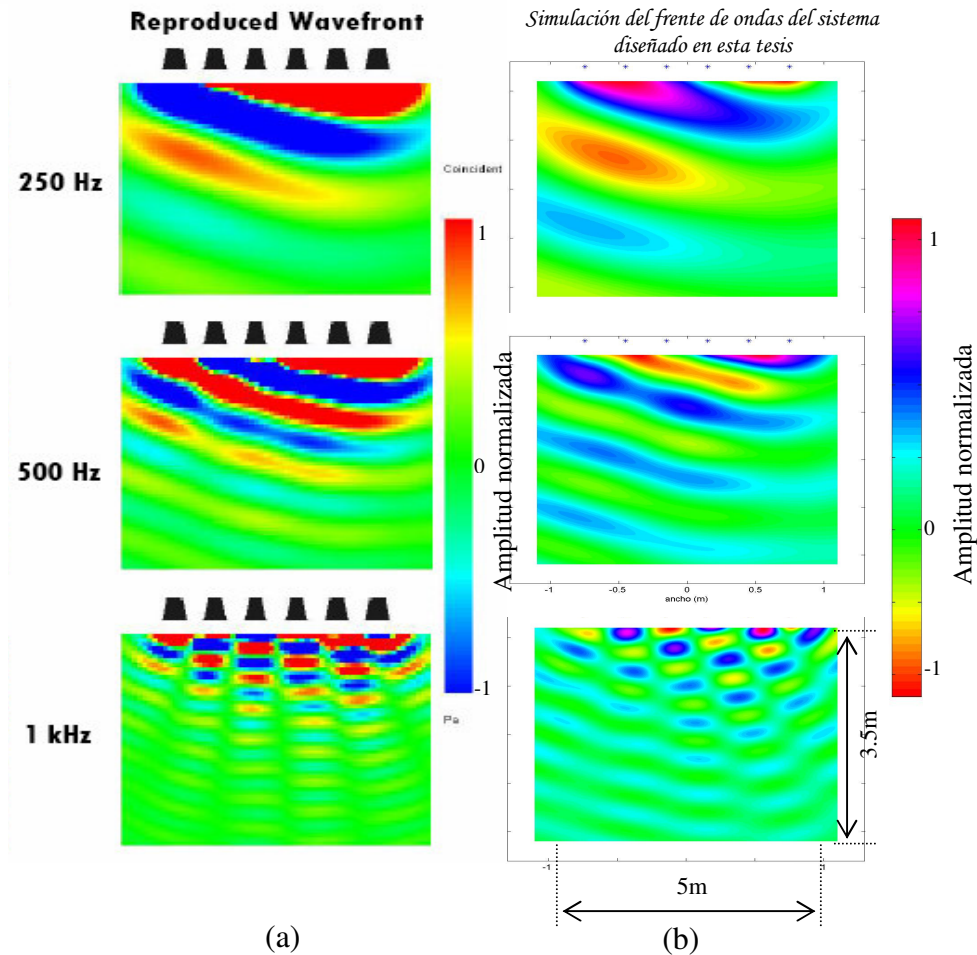 Reproduced Wavefront
Simulación del frente de ondas del sistema
diseñado en esta tesis
250 Hz
Coincident
1
0
-1
Pa
Amplitud normalizada
500 Hz
-1
-0.5
0
0.5
1
ancho (m)
1
0
-1
Amplitud normalizada
1 kHz
3.5m
-1
0
1
5m
(a)
(b)